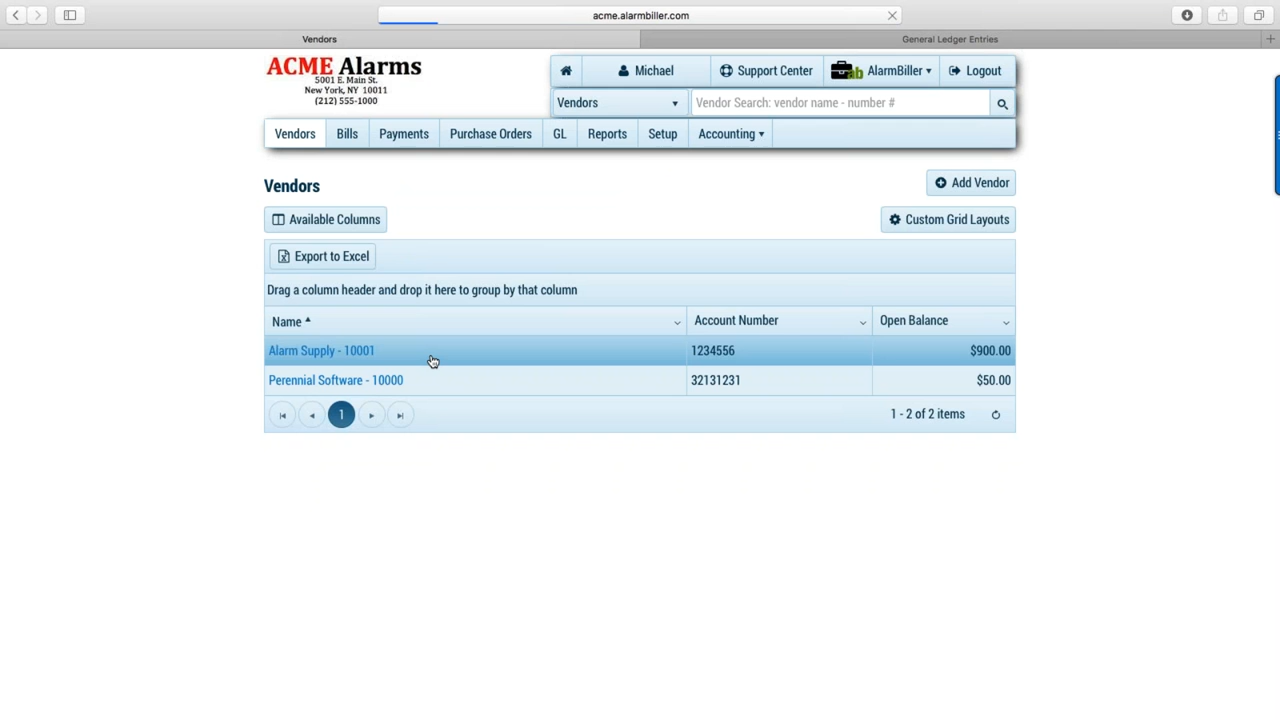 acme.alarmbiller.com
Vendors
General Ledger Entries
ACME Alarms
5001 E. Main St.
New York, NY 10011
(212) 555-1000
Michael
Support Center
ab
AlarmBiller
Logout
Vendors
Vendor Search: vendor name - number #
Vendors
Bills
Payments
Purchase Orders
GL
Reports
Setup
Accounting
Vendors
Add Vendor
Available Columns
Custom Grid Layouts
Export to Excel
Drag a column header and drop it here to group by that column
Name
Account Number
Open Balance
Alarm Supply - 10001
1234556
$900.00
Perennial Software - 10000
32131231
$50.00
1
1 - 2 of 2 items